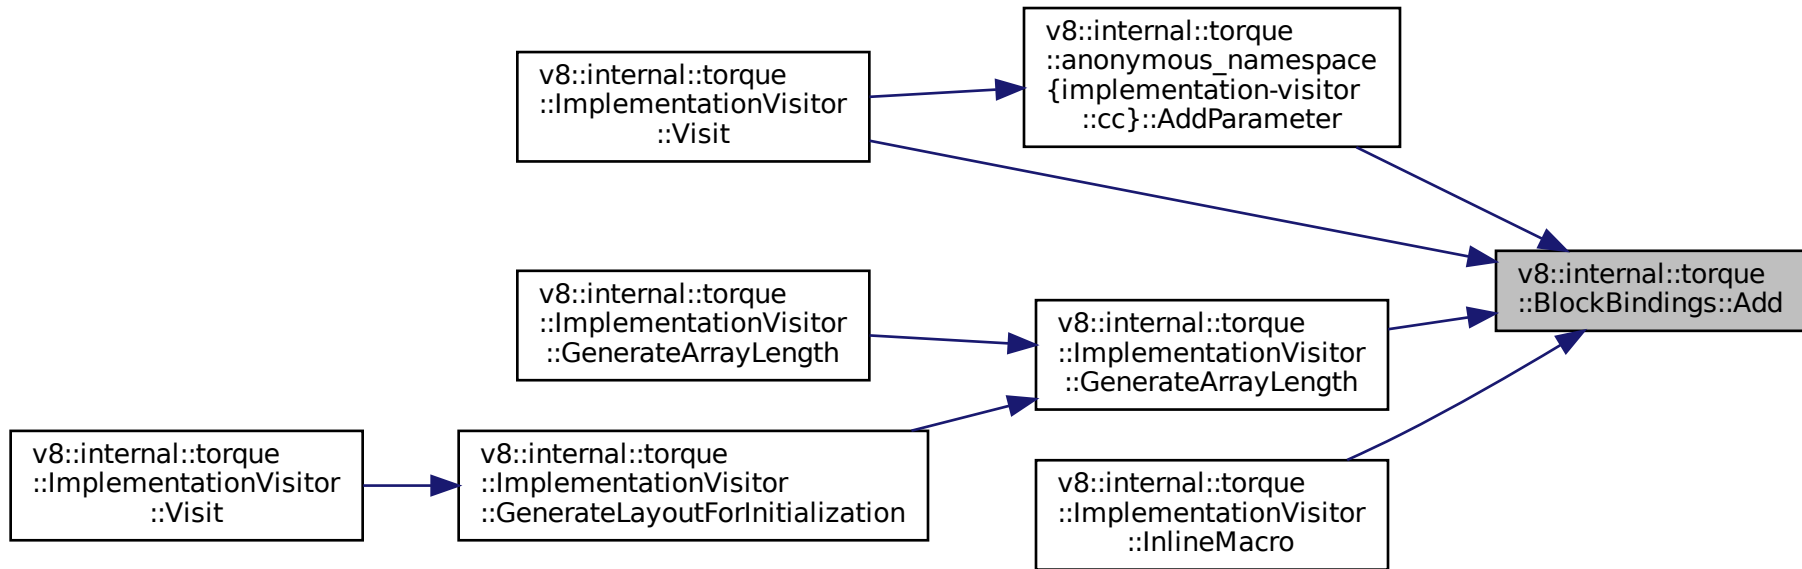 v8::internal::torque
::anonymous_namespace
{implementation-visitor
::cc}::AddParameter
v8::internal::torque
::ImplementationVisitor
::Visit
v8::internal::torque
::BlockBindings::Add
v8::internal::torque
::ImplementationVisitor
::GenerateArrayLength
v8::internal::torque
::ImplementationVisitor
::GenerateArrayLength
v8::internal::torque
::ImplementationVisitor
::Visit
v8::internal::torque
::ImplementationVisitor
::GenerateLayoutForInitialization
v8::internal::torque
::ImplementationVisitor
::InlineMacro